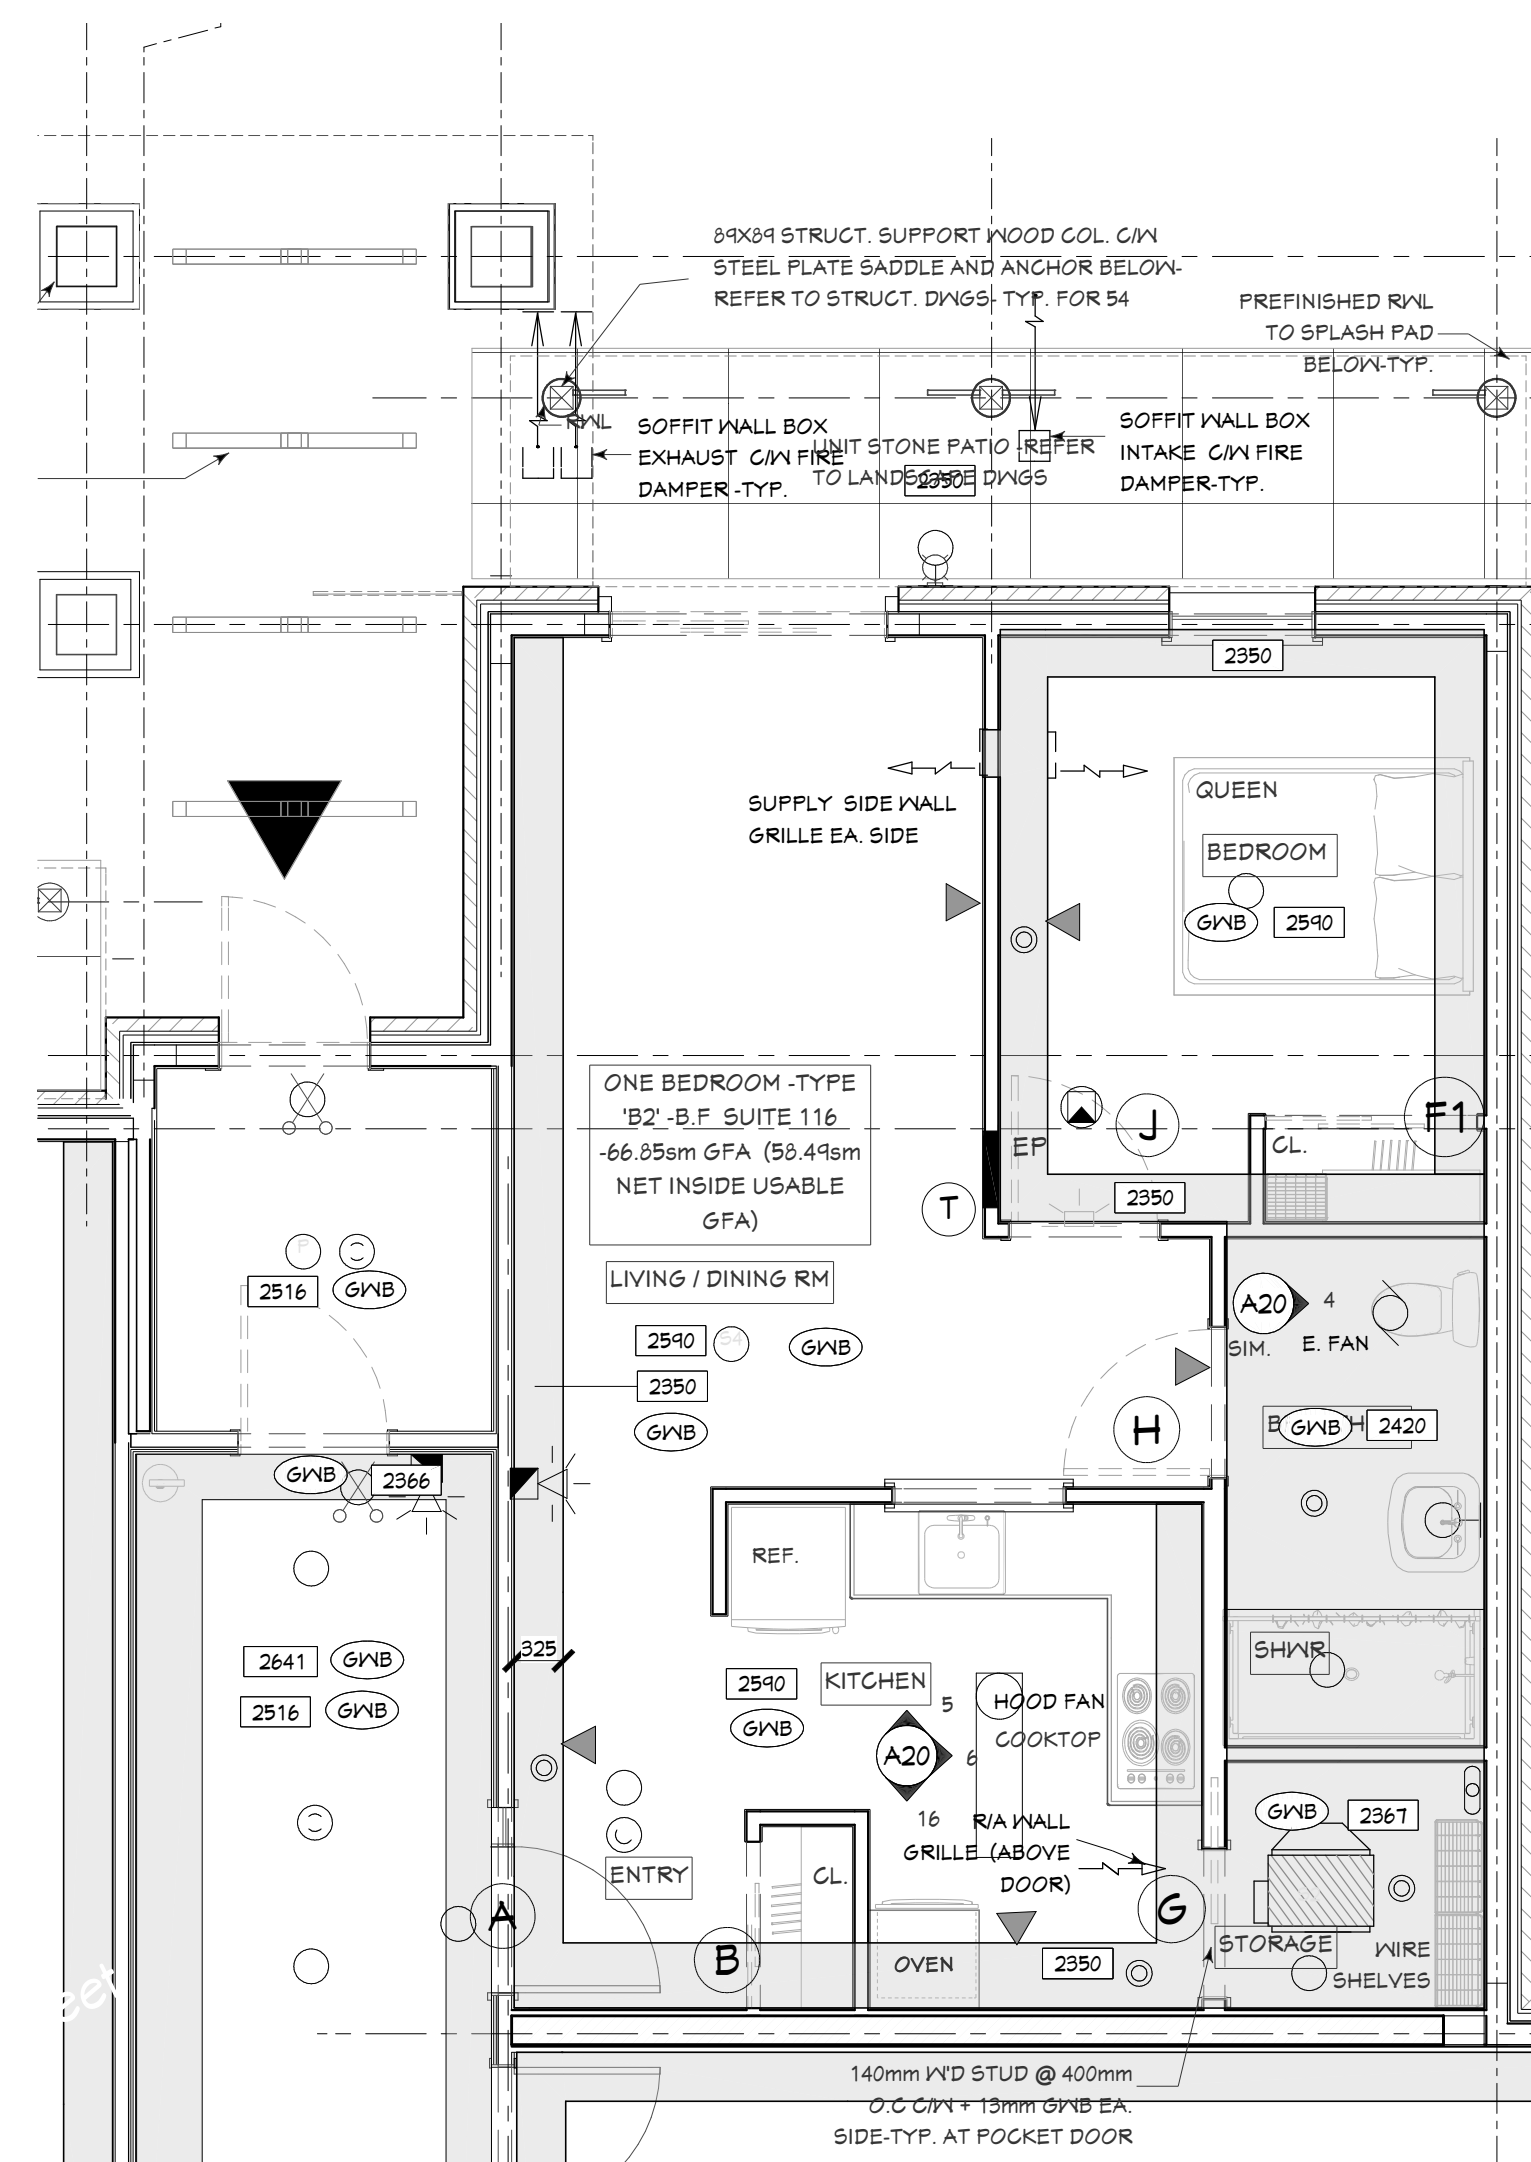 89X89 STRUCT. SUPPORT WOOD COL. C/W
STEEL PLATE SADDLE AND ANCHOR BELOW-
REFER TO STRUCT. DWGS- TYP. FOR 54
PREFINISHED RWL
TO SPLASH PAD
BELOW-TYP.
RWL
SOFFIT WALL BOX
EXHAUST C/W FIRE
DAMPER -TYP.
UNIT STONE PATIO -REFER
TO LANDSCAPE DWGS
2350
SOFFIT WALL BOX
INTAKE C/W FIRE
DAMPER-TYP.
2350
SUPPLY SIDE WALL
GRILLE EA. SIDE
QUEEN
BEDROOM
GWB 2590
ONE BEDROOM -TYPE
'B2' -B.F SUITE 116
-66.85sm GFA (58.49sm
NET INSIDE USABLE
GFA)
EP
J
F1
CL.
T
2350
LIVING / DINING RM
2590 S4 GWB
2350
GWB
P C
2516 GWB
A20 4
SIM. E. FAN
H
GWB 2420
GWB 2366
REF.
325
SHWR
2641 GWB
2516 GWB
2590 KITCHEN
GWB
5
HOOD FAN
COOKTOP
A20 6
16
R/A WALL
GRILLE (ABOVE
DOOR)
GWB 2367
C
C
ENTRY
CL.
A
B
G
OVEN
2350
STORAGE
WIRE
SHELVES
eet
140mm W'D STUD @ 400mm
O.C C/W + 13mm GWB EA.
SIDE-TYP. AT POCKET DOOR